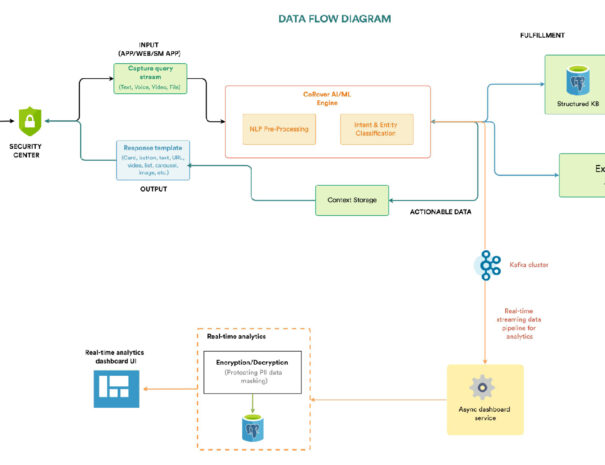 DATA FLOW DIAGRAM
INPUT
(APP/WEB/SM APP)
FULFILLMENT
Capture query
stream
(Text, Voice, Video, File)
CoRover AI/ML
Engine
NLP Pre-Processing
Intent & Entity
Classification
Structured KB
SECURITY
CENTER
Response template
(Card, button, text, URL,
video, list, carousel,
image, etc.)
OUTPUT
Context Storage
ACTIONABLE DATA
Ex
Kafka cluster
Real-time
streaming data
pipeline for
analytics
Real-time analytics
Real-time analytics
dashboard UI
Encryption/Decryption
(Protecting PII data
masking)
Async dashboard
service